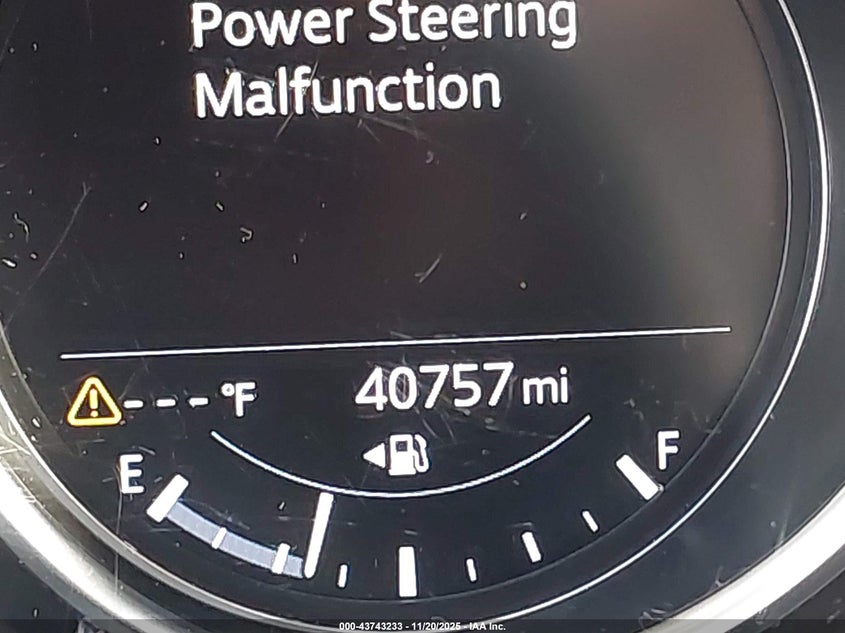 Power Steering
Malfunction
---°F 40757 mi
E F
000-43743233 - 11/20/2025 - IAA Inc.